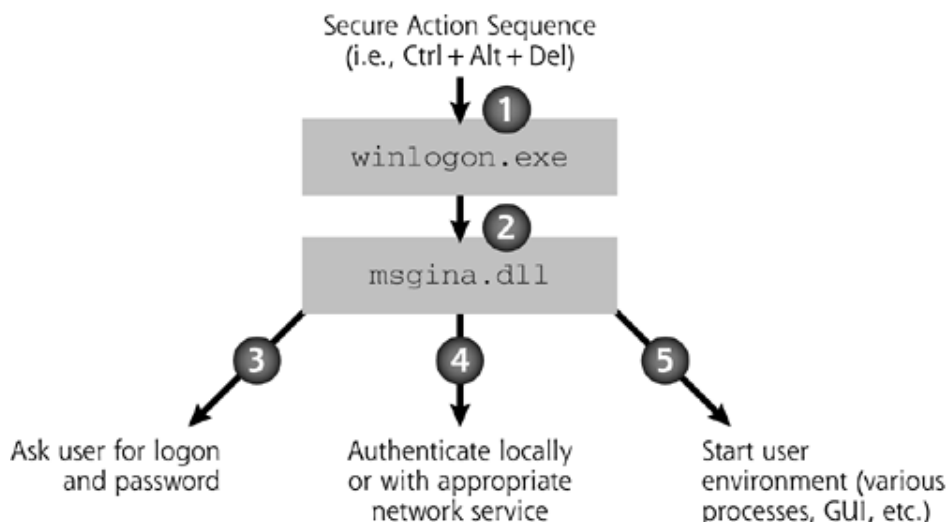 Secure Action Sequence
(i.e., Ctrl + Alt + Del)
1
winlogon.exe
2
msgina.dll
3
4
5
Ask user for logon
and password
Authenticate locally
or with appropriate
network service
Start user
environment (various
processes, GUI, etc.)